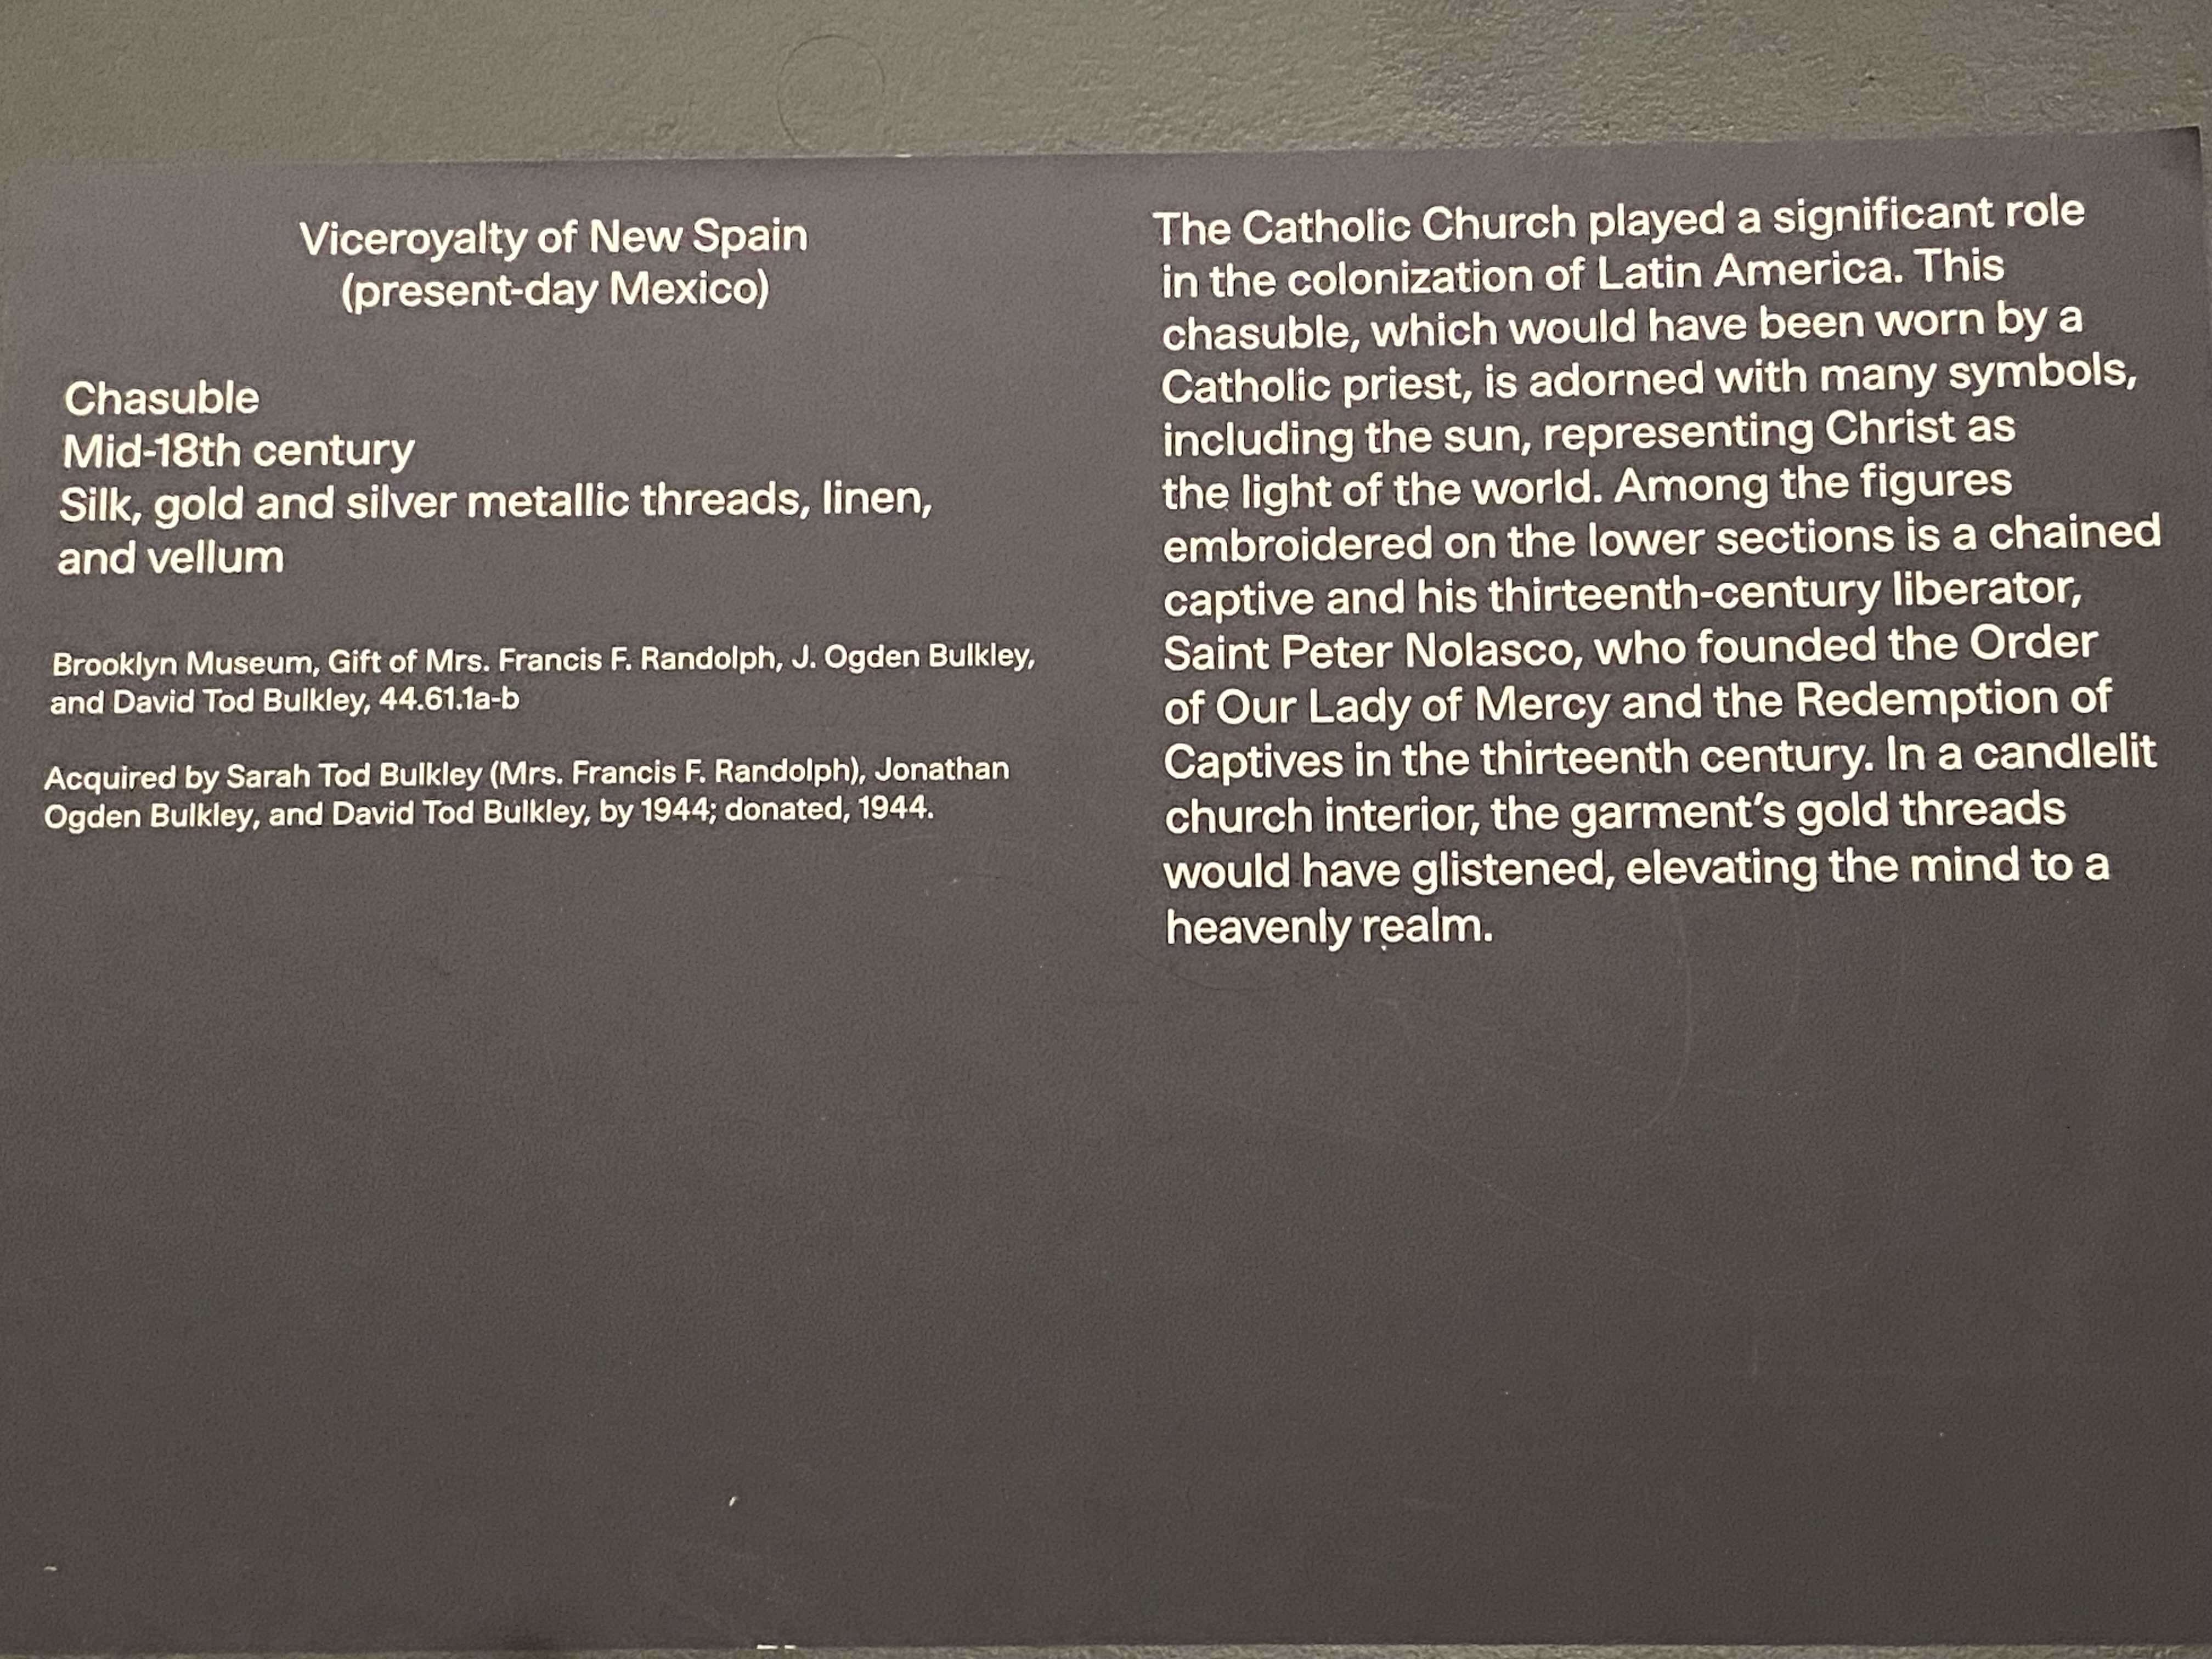 Viceroyalty of New Spain
(present-day Mexico)
Chasuble
Mid-18th century
Silk, gold and silver metallic threads, linen,
and vellum
Brooklyn Museum, Gift of Mrs. Francis F. Randolph, J. Ogden Bulkley,
and David Tod Bulkley, 44.61.1a-b
Acquired by Sarah Tod Bulkley (Mrs. Francis F. Randolph), Jonathan
Ogden Bulkley, and David Tod Bulkley, by 1944; donated, 1944.
The Catholic Church played a significant role
in the colonization of Latin America. This
chasuble, which would have been worn by a
Catholic priest, is adorned with many symbols,
including the sun, representing Christ as
the light of the world. Among the figures
embroidered on the lower sections is a chained
captive and his thirteenth-century liberator,
Saint Peter Nolasco, who founded the Order
of Our Lady of Mercy and the Redemption of
Captives in the thirteenth century. In a candlelit
church interior, the garment's gold threads
would have glistened, elevating the mind to a
heavenly realm.